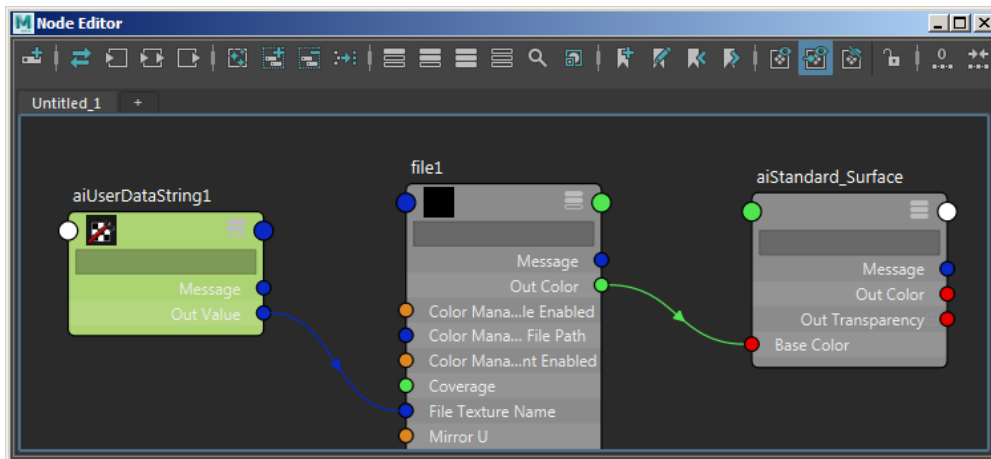 Node Editor
0
Untitled_1 +
aiUserDataString1
Message
Out Value
file1
Message
Out Color
Color Mana...le Enabled
Color Mana... File Path
Color Mana...nt Enabled
Coverage
File Texture Name
Mirror U
aiStandard_Surface
Message
Out Color
Out Transparency
Base Color